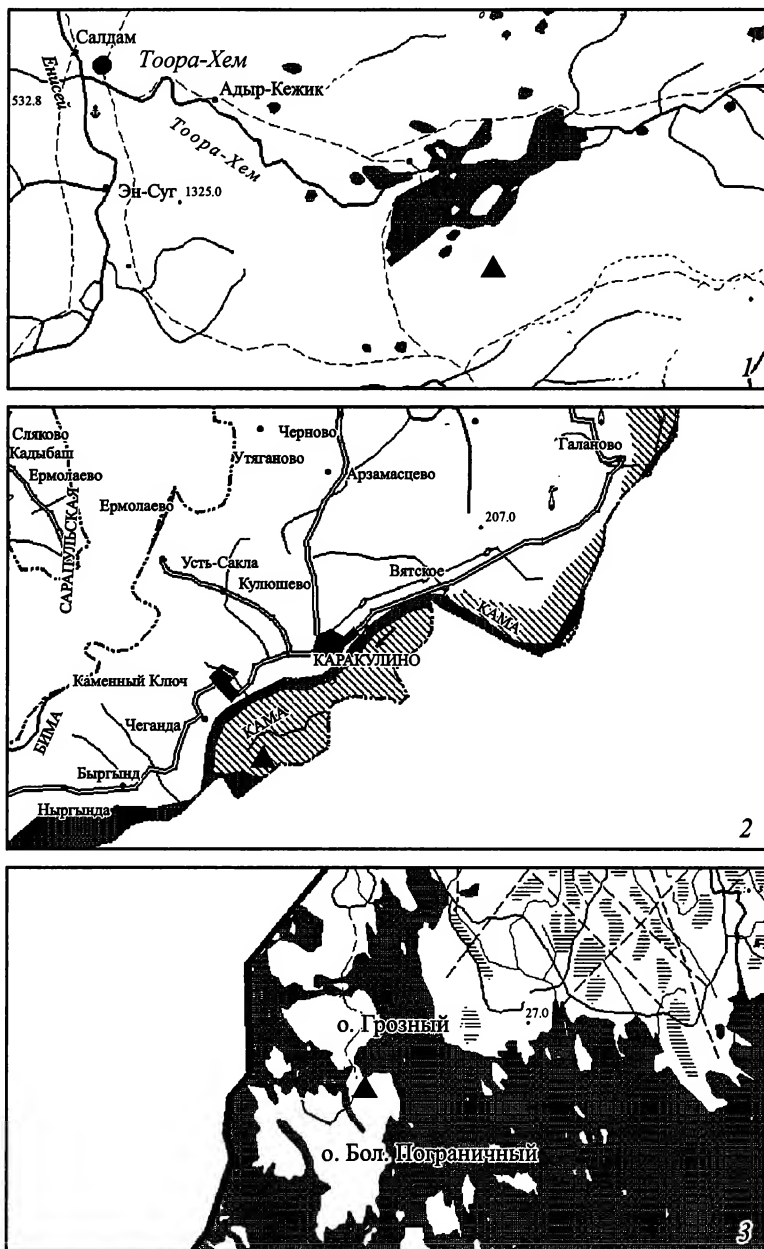 Салдам
Тоора-Хем
Енисей
Адыр-Кежик
532.8
Тоора-Хем
Эн-Суг
1325.0
1
Сляково
Кадыбаш
Ермолаево
САРАПУЛЬСКАЯ
Черново
Утяганово
Арзамасцево
Галаново
Ермолаево
207.0
Усть-Сакла
Вятское
Кулюшево
КАМА
КАРАКУЛИНО
Каменный Ключ
КАМА
Чеганда
БИМА
Быргынд
Ныргында
2
о. Грозный
27.0
о. Бол. Пограничный
3